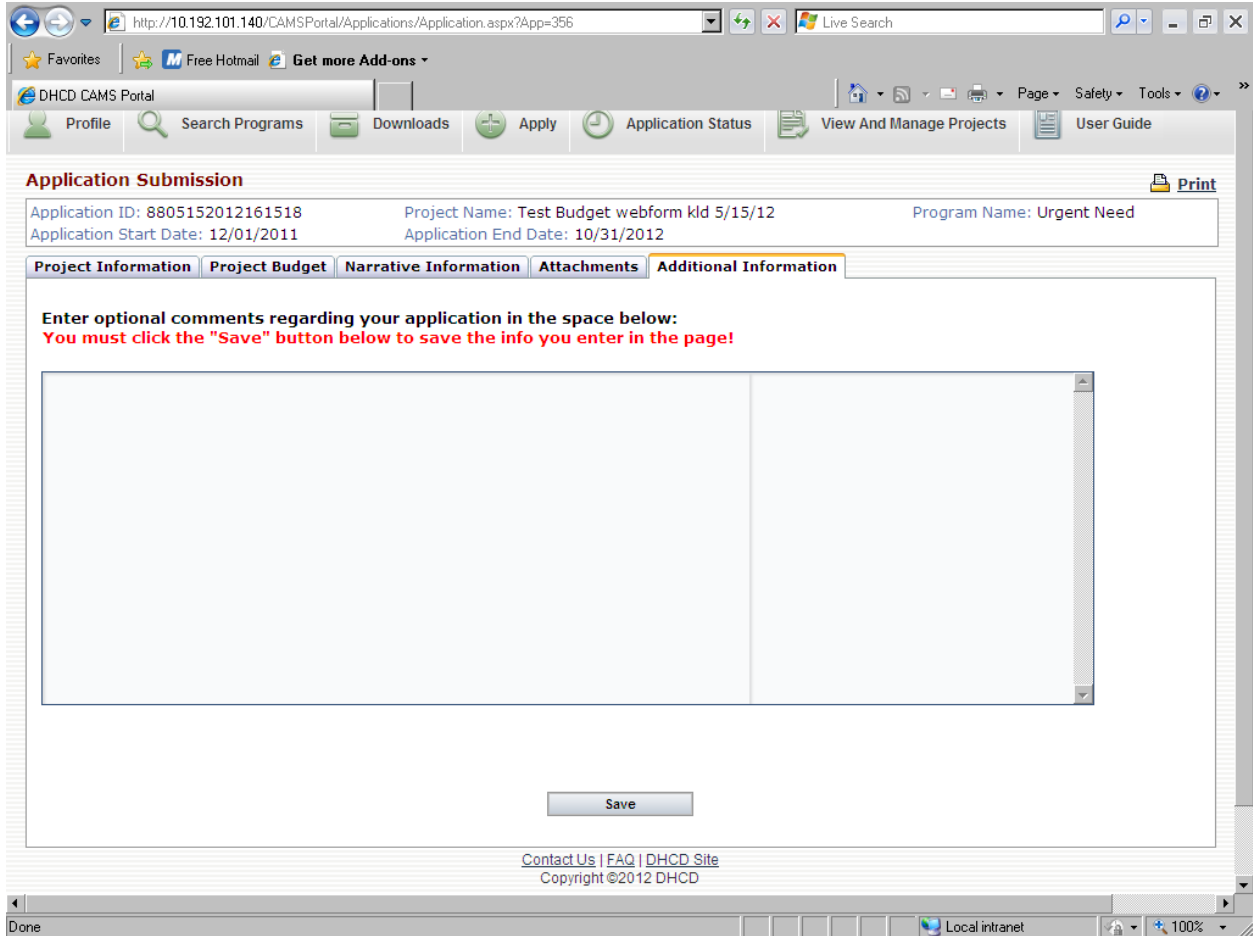 http://10.192.101.140/CAMSPortal/Applications/Application.aspx?App=356 Live Search
Favorites Free Hotmail Get more Add-ons
DHCD CAMS Portal Page Safety Tools »
Profile Search Programs Downloads Apply Application Status View And Manage Projects User Guide
Application Submission Print
Application ID: 8805152012161518 Project Name: Test Budget webform kld 5/15/12 Program Name: Urgent Need
Application Start Date: 12/01/2011 Application End Date: 10/31/2012
Project Information Project Budget Narrative Information Attachments Additional Information
Enter optional comments regarding your application in the space below:
You must click the "Save" button below to save the info you enter in the page!
Save
Contact Us | FAQ | DHCD Site
Copyright ©2012 DHCD
Done Local intranet 100%